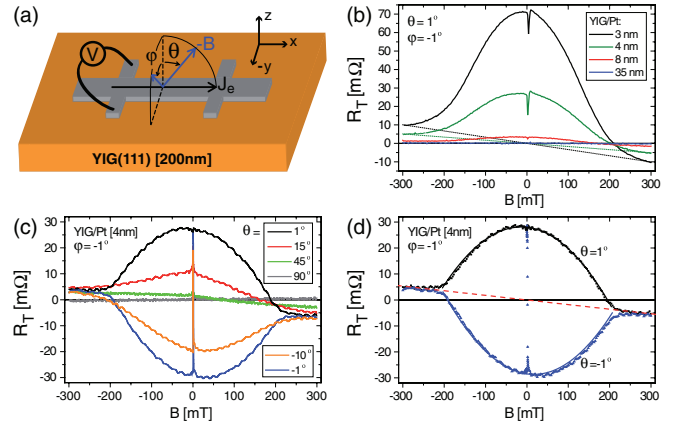 (a)
z
x
-y
φ
θ
-B
V
Jₑ
YIG(111) [200nm]
(b)
θ = 1°
φ = -1°
YIG/Pt:
3 nm
4 nm
8 nm
35 nm
R_T [mΩ]
70
60
50
40
30
20
10
0
-10
-300 -200 -100 0 100 200 300
B [mT]
(c)
YIG/Pt [4nm]
φ = -1°
θ =
1°
15°
45°
90°
-10°
-1°
R_T [mΩ]
30
20
10
0
10
20
30
-300 -200 -100 0 100 200 300
B [mT]
(d)
YIG/Pt [4nm]
φ = -1°
θ=1°
θ=-1°
R_T [mΩ]
30
20
10
0
10
20
30
-300 -200 -100 0 100 200 300
B [mT]